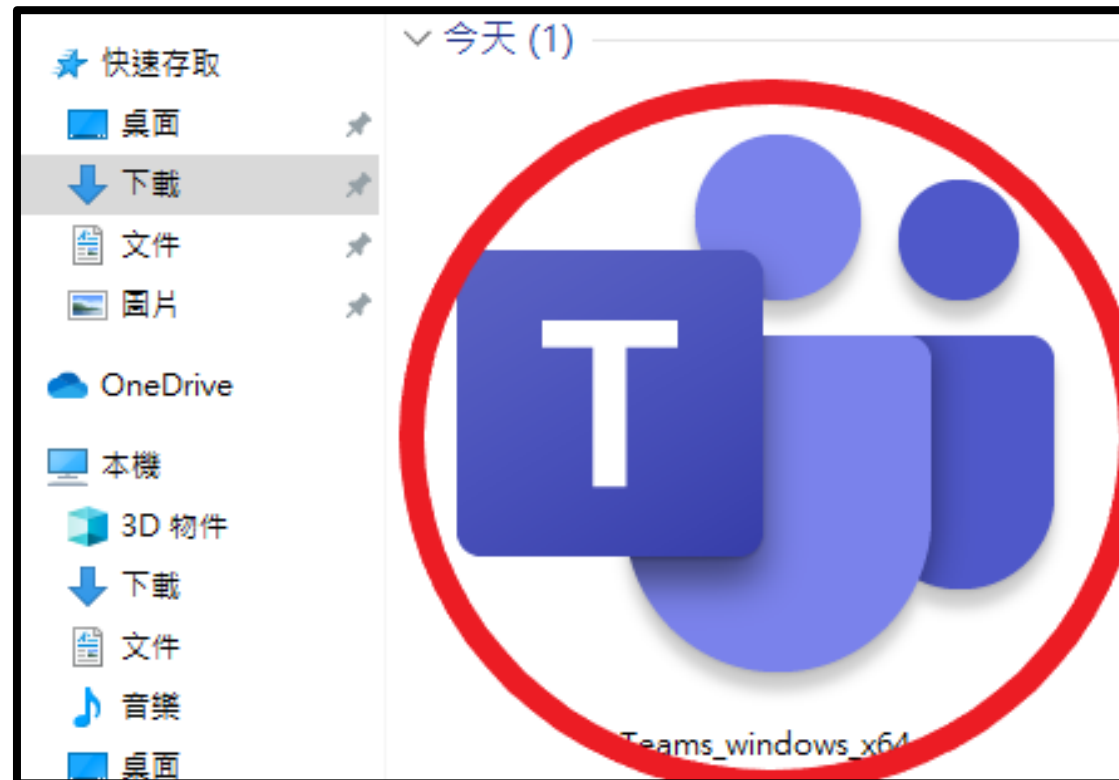 快速存取
桌面
下載
文件
圖片
OneDrive
本機
3D 物件
下載
文件
音樂
桌面
今天 (1)
T
Teams_windows_x64